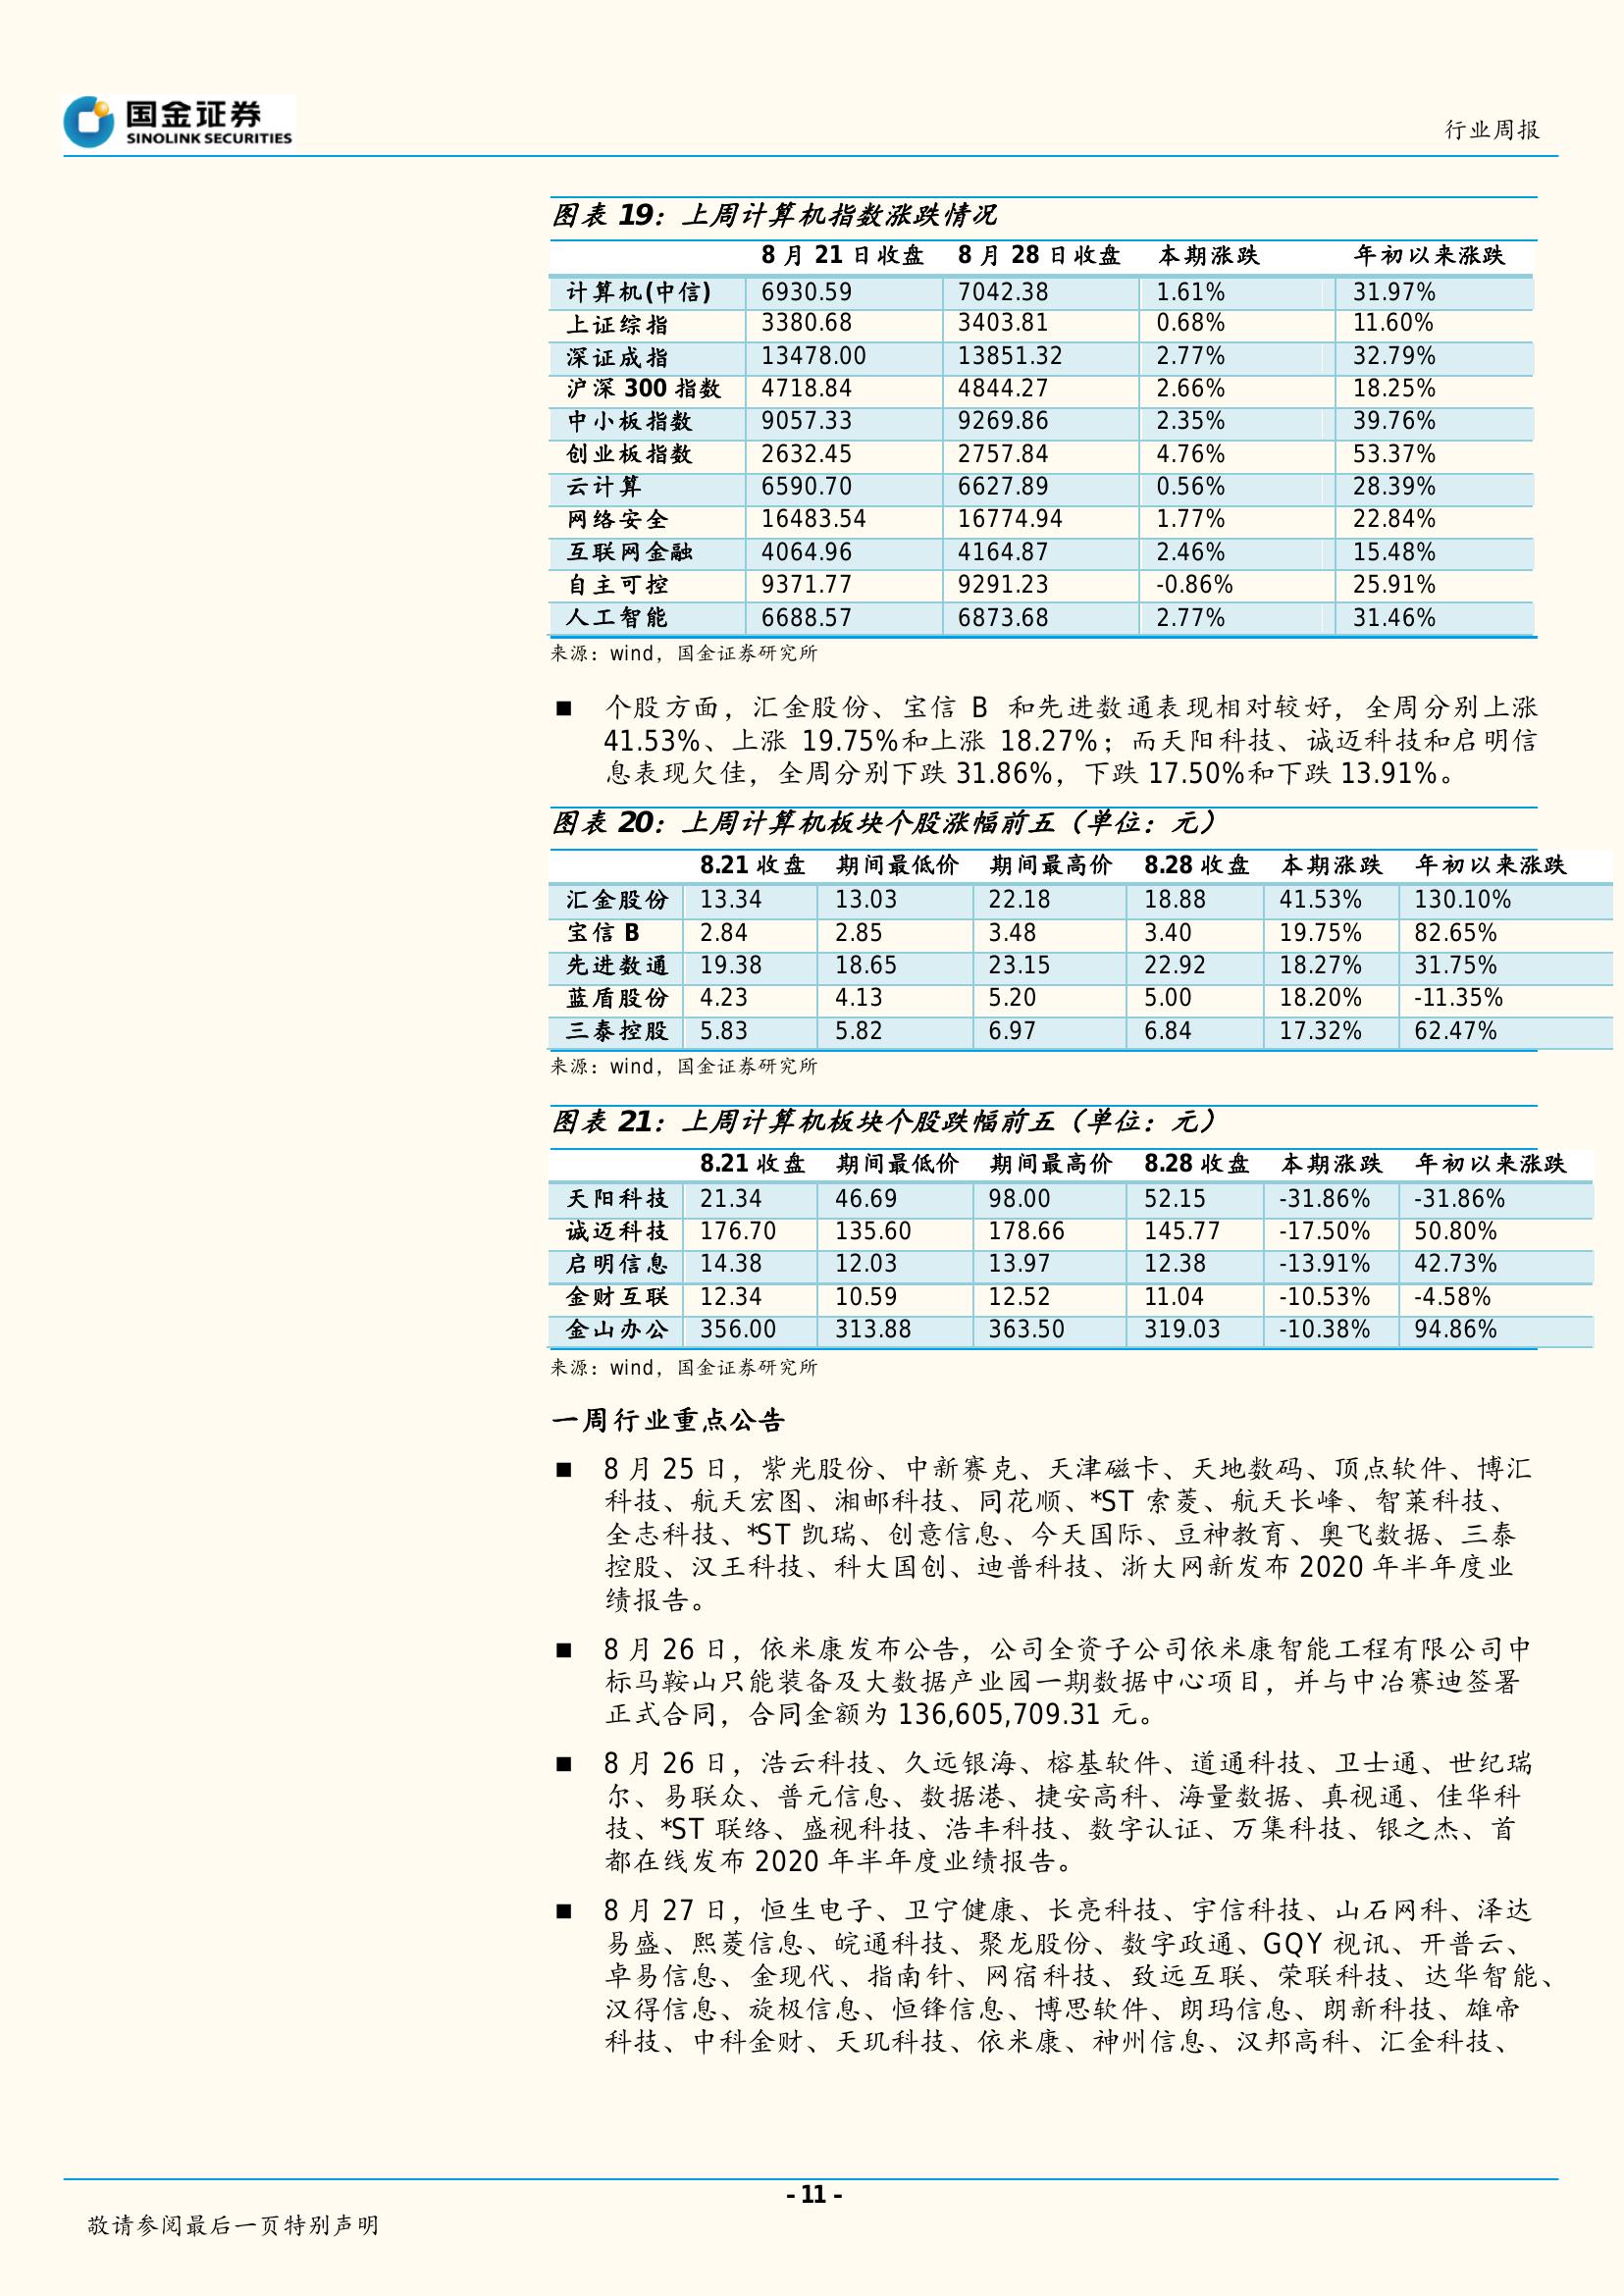 国金证券
SINOLINK SECURITIES
行业周报
图表 19：上周计算机指数涨跌情况
8 月 21 日收盘 8 月 28 日收盘 本期涨跌 年初以来涨跌
计算机(中信) 6930.59 7042.38 1.61% 31.97%
上证综指 3380.68 3403.81 0.68% 11.60%
深证成指 13478.00 13851.32 2.77% 32.79%
沪深 300 指数 4718.84 4844.27 2.66% 18.25%
中小板指数 9057.33 9269.86 2.35% 39.76%
创业板指数 2632.45 2757.84 4.76% 53.37%
云计算 6590.70 6627.89 0.56% 28.39%
网络安全 16483.54 16774.94 1.77% 22.84%
互联网金融 4064.96 4164.87 2.46% 15.48%
自主可控 9371.77 9291.23 -0.86% 25.91%
人工智能 6688.57 6873.68 2.77% 31.46%
来源：wind，国金证券研究所
■ 个股方面，汇金股份、宝信 B 和先进数通表现相对较好，全周分别上涨
41.53%、上涨 19.75%和上涨 18.27%；而天阳科技、诚迈科技和启明信
息表现欠佳，全周分别下跌 31.86%，下跌 17.50%和下跌 13.91%。
图表 20：上周计算机板块个股涨幅前五（单位：元）
8.21 收盘 期间最低价 期间最高价 8.28 收盘 本期涨跌 年初以来涨跌
汇金股份 13.34 13.03 22.18 18.88 41.53% 130.10%
宝信 B 2.84 2.85 3.48 3.40 19.75% 82.65%
先进数通 19.38 18.65 23.15 22.92 18.27% 31.75%
蓝盾股份 4.23 4.13 5.20 5.00 18.20% -11.35%
三泰控股 5.83 5.82 6.97 6.84 17.32% 62.47%
来源：wind，国金证券研究所
图表 21：上周计算机板块个股跌幅前五（单位：元）
8.21 收盘 期间最低价 期间最高价 8.28 收盘 本期涨跌 年初以来涨跌
天阳科技 21.34 46.69 98.00 52.15 -31.86% -31.86%
诚迈科技 176.70 135.60 178.66 145.77 -17.50% 50.80%
启明信息 14.38 12.03 13.97 12.38 -13.91% 42.73%
金财互联 12.34 10.59 12.52 11.04 -10.53% -4.58%
金山办公 356.00 313.88 363.50 319.03 -10.38% 94.86%
来源：wind，国金证券研究所
一周行业重点公告
■ 8 月 25 日，紫光股份、中新赛克、天津磁卡、天地数码、顶点软件、博汇
科技、航天宏图、湘邮科技、同花顺、*ST 索菱、航天长峰、智莱科技、
全志科技、*ST 凯瑞、创意信息、今天国际、豆神教育、奥飞数据、三泰
控股、汉王科技、科大国创、迪普科技、浙大网新发布 2020 年半年度业
绩报告。
■ 8 月 26 日，依米康发布公告，公司全资子公司依米康智能工程有限公司中
标马鞍山只能装备及大数据产业园一期数据中心项目，并与中冶赛迪签署
正式合同，合同金额为 136,605,709.31 元。
■ 8 月 26 日，浩云科技、久远银海、榕基软件、道通科技、卫士通、世纪瑞
尔、易联众、普元信息、数据港、捷安高科、海量数据、真视通、佳华科
技、*ST 联络、盛视科技、浩丰科技、数字认证、万集科技、银之杰、首
都在线发布 2020 年半年度业绩报告。
■ 8 月 27 日，恒生电子、卫宁健康、长亮科技、宇信科技、山石网科、泽达
易盛、熙菱信息、皖通科技、聚龙股份、数字政通、GQY 视讯、开普云、
卓易信息、金现代、指南针、网宿科技、致远互联、荣联科技、达华智能、
汉得信息、旋极信息、恒锋信息、博思软件、朗玛信息、朗新科技、雄帝
科技、中科金财、天玑科技、依米康、神州信息、汉邦高科、汇金科技、
- 11 -
敬请参阅最后一页特别声明